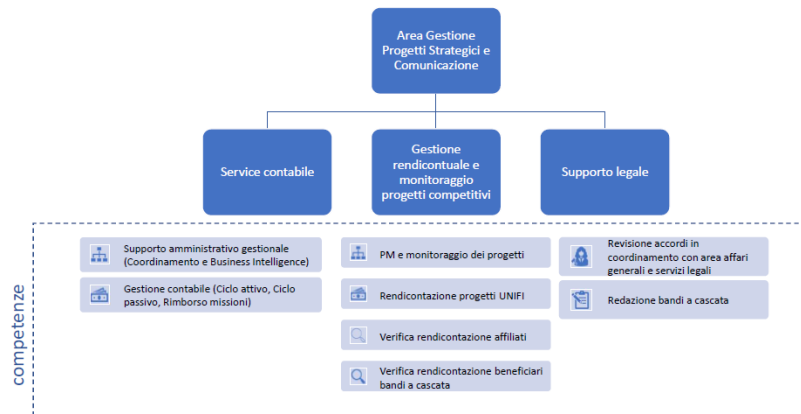 Area Gestione
Progetti Strategici e
Comunicazione
Service contabile
Gestione
rendicontuale e
monitoraggio
progetti competitivi
Supporto legale
competenze
Supporto amministrativo gestionale
(Coordinamento e Business Intelligence)
Gestione contabile (Ciclo attivo, Ciclo
passivo, Rimborso missioni)
PM e monitoraggio dei progetti
Rendicontazione progetti UNIFI
Verifica rendicontazione affiliati
Verifica rendicontazione beneficiari
bandi a cascata
Revisione accordi in
coordinamento con area affari
generali e servizi legali
Redazione bandi a cascata